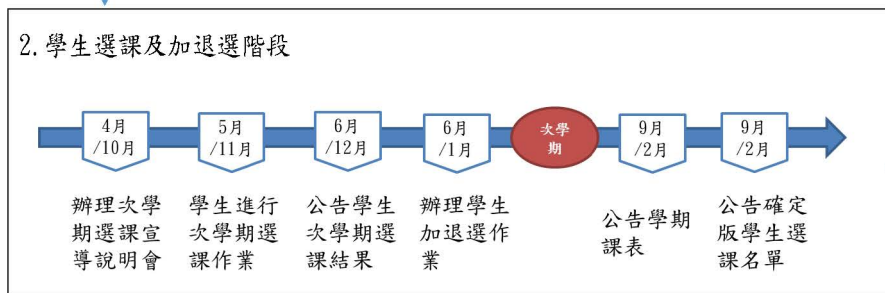 2. 學生選課及加退選階段
4月
/10月
5月
/11月
6月
/12月
6月
/1月
次學
期
9月
/2月
9月
/2月
辦理次學
期選課宣
導說明會
學生進行
次學期選
課作業
公告學生
次學期選
課結果
辦理學生
加退選作
業
公告學期
課表
公告確定
版學生選
課名單